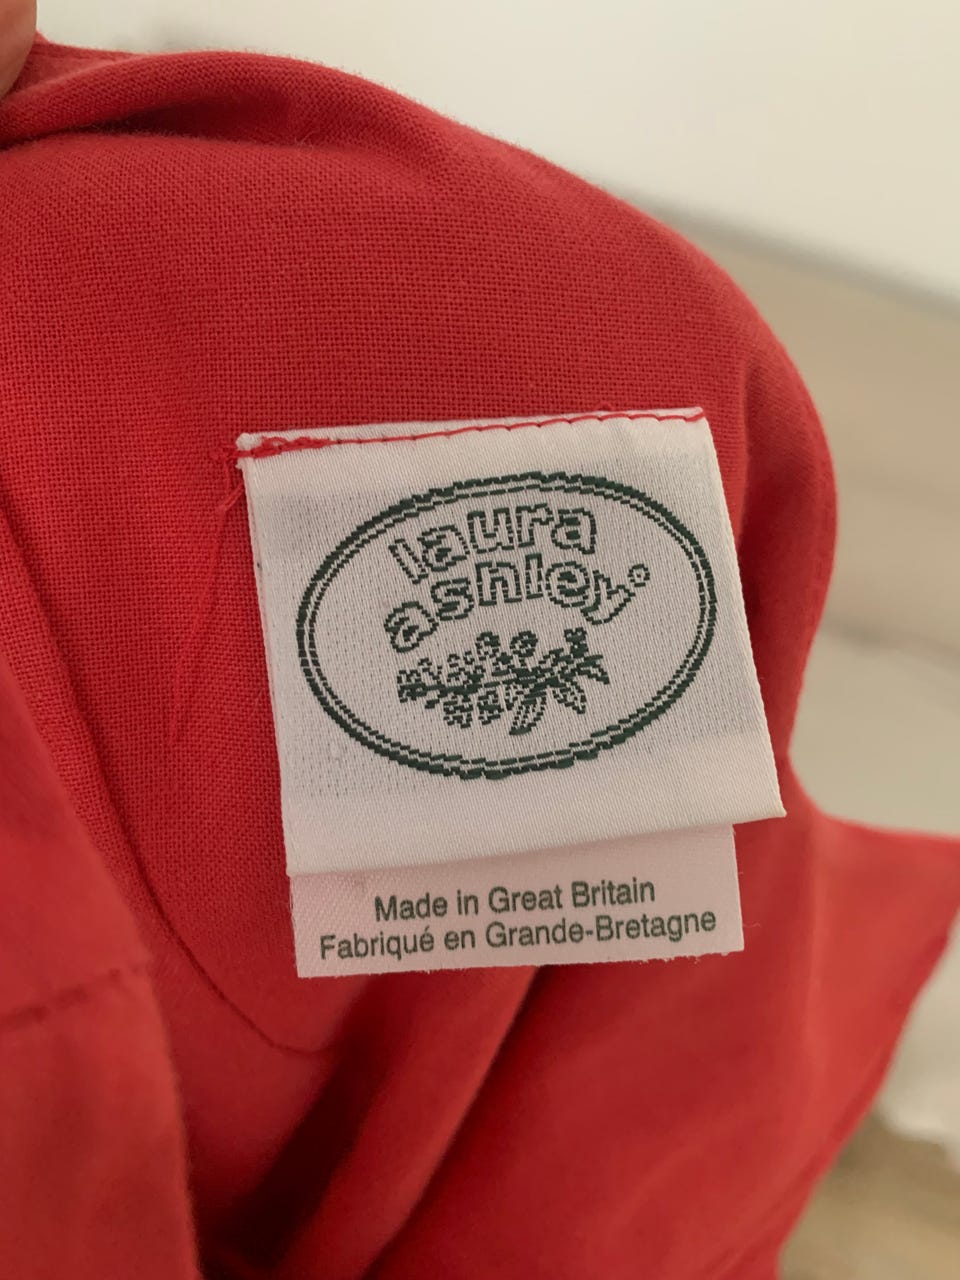 laura
ashley®
Made in Great Britain
Fabriqué en Grande-Bretagne